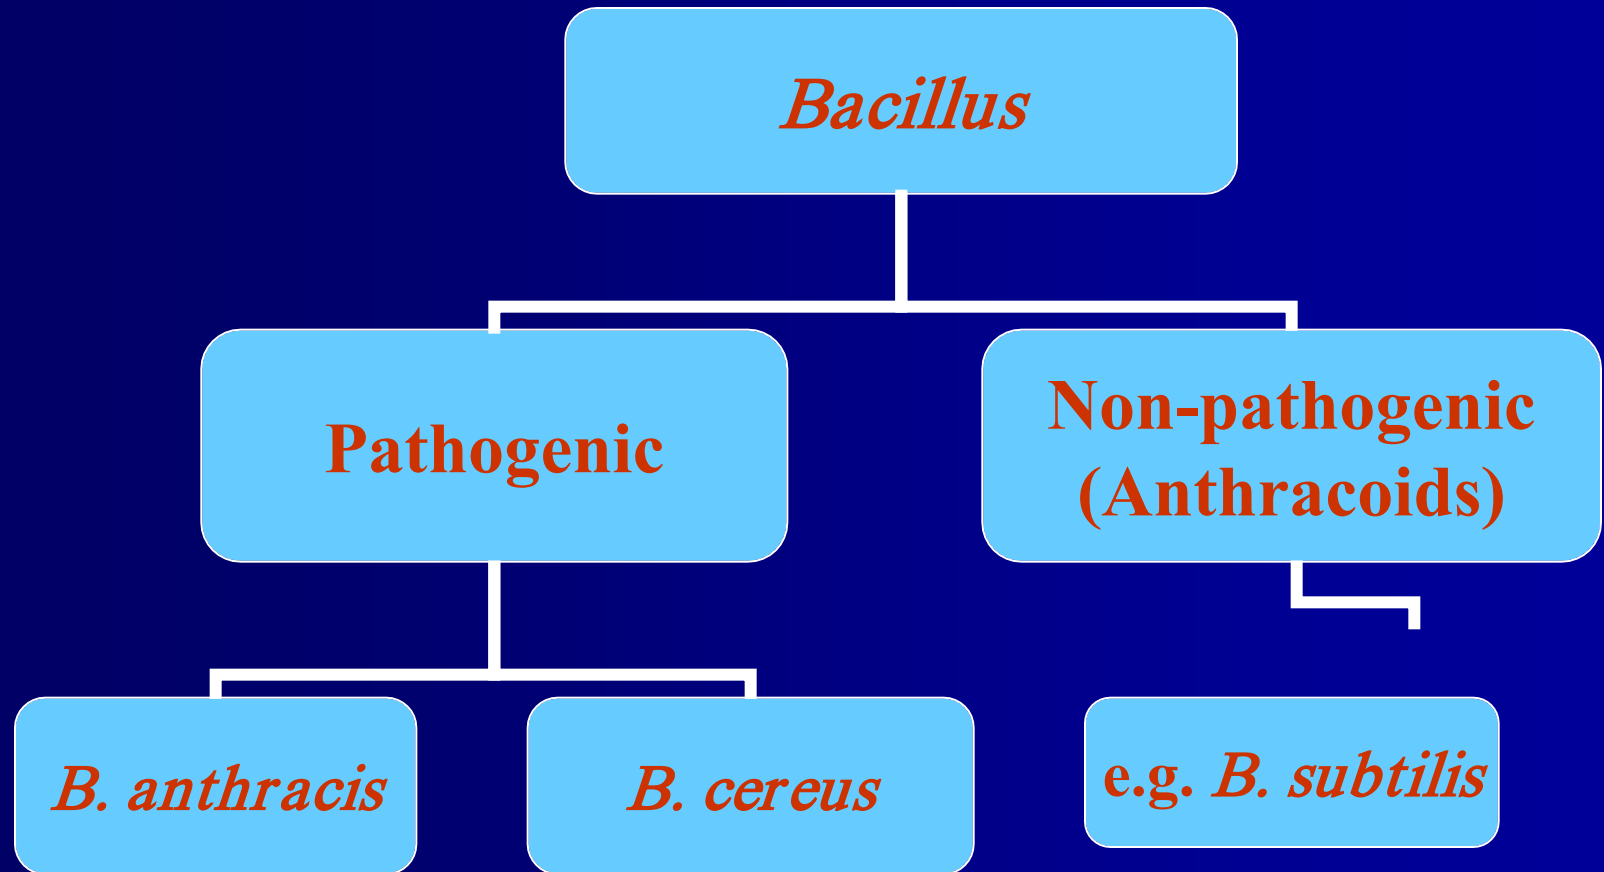 Bacillus
Pathogenic
Non-pathogenic
(Anthracoids)
B. anthracis
B. cereus
e.g. B. subtilis